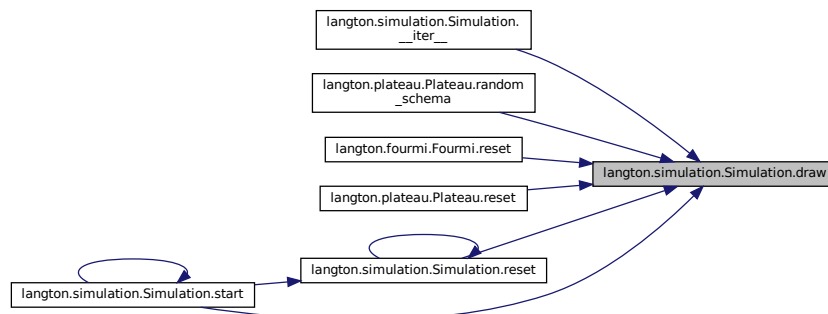 langton.simulation.Simulation.
__iter__
langton.plateau.Plateau.random
_schema
langton.fourmi.Fourmi.reset
langton.simulation.Simulation.draw
langton.plateau.Plateau.reset
langton.simulation.Simulation.reset
langton.simulation.Simulation.start